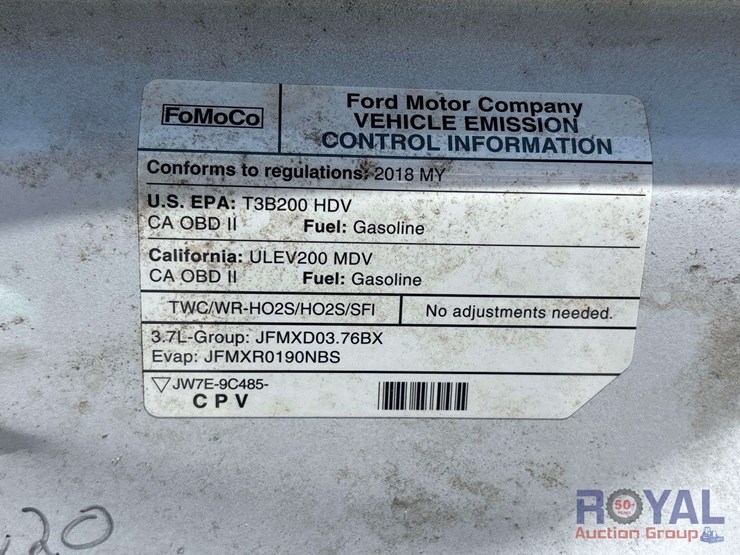 FoMoCo
Ford Motor Company
VEHICLE EMISSION
CONTROL INFORMATION
Conforms to regulations: 2018 MY
U.S. EPA: T3B200 HDV
CA OBD II Fuel: Gasoline
California: ULEV200 MDV
CA OBD II Fuel: Gasoline
TWC/WR-HO2S/HO2S/SFI No adjustments needed.
3.7L-Group: JFMXD03.76BX
Evap: JFMXR0190NBS
JW7E-9C485-
C P V
20
ROYAL
50
Auction Group